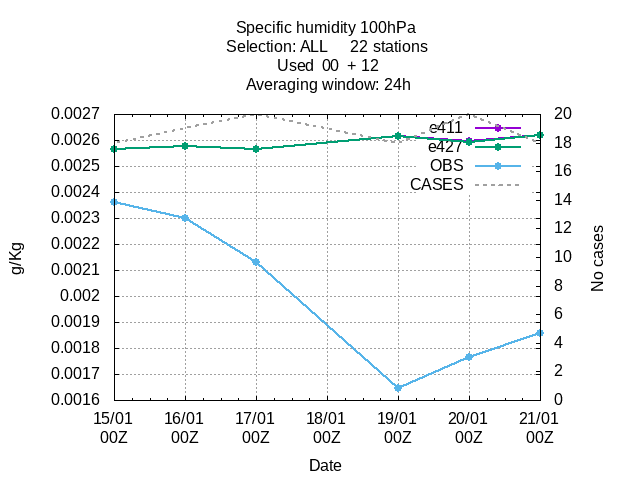 Specific humidity 100hPa
Selection: ALL 22 stations
Used 00 + 12
Averaging window: 24h
0.0027
0.0026
0.0025
0.0024
0.0023
0.0022
0.0021
0.002
0.0019
0.0018
0.0017
0.0016
g/Kg
e411
e427
OBS
CASES
20
18
16
14
12
10
8
6
4
2
0
No cases
15/01 16/01 17/01 18/01 19/01 20/01 21/01
00Z 00Z 00Z 00Z 00Z 00Z 00Z
Date